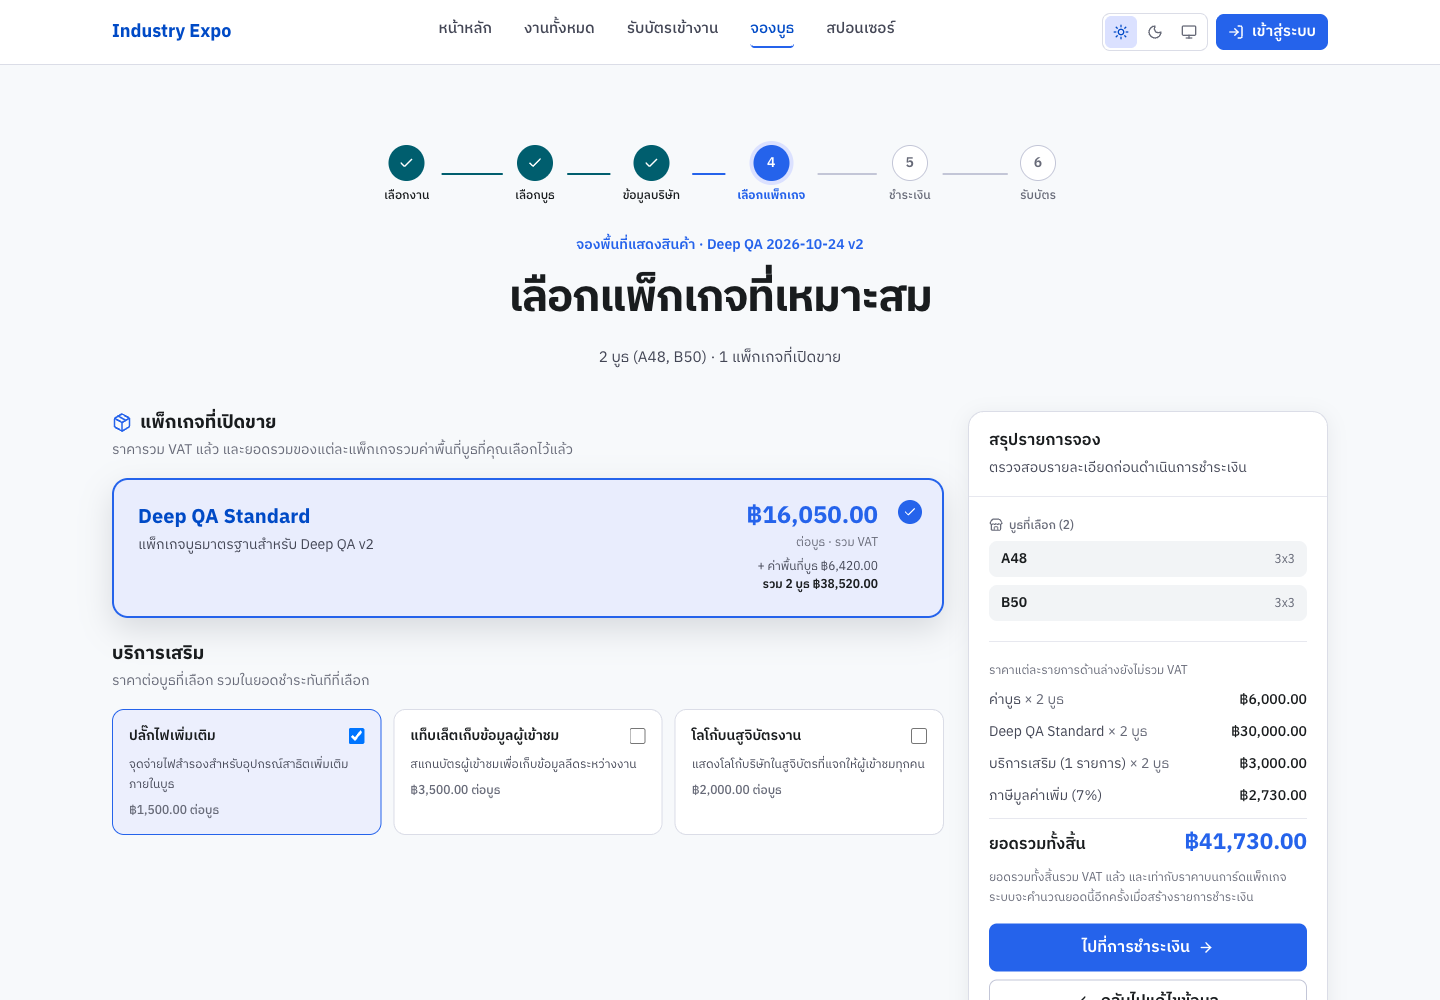 Industry Expo
หน้าหลัก
งานทั้งหมด
รับบัตรเข้างาน
จองบูธ
สปอนเซอร์
เข้าสู่ระบบ
4
5
6
เลือกงาน
เลือกบูธ
ข้อมูลบริษัท
เลือกแพ็กเกจ
ชำระเงิน
รับบัตร
จองพื้นที่แสดงสินค้า · Deep QA 2026-10-24 v2
เลือกแพ็กเกจที่เหมาะสม
2 บูธ (A48, B50) · 1 แพ็กเกจที่เปิดขาย
แพ็กเกจที่เปิดขาย
ราคารวม VAT แล้ว และยอดรวมของแต่ละแพ็กเกจรวมค่าพื้นที่บูธที่คุณเลือกไว้แล้ว
Deep QA Standard
แพ็กเกจบูธมาตรฐานสำหรับ Deep QA v2
฿16,050.00
ต่อบูธ · รวม VAT
+ ค่าพื้นที่บูธ ฿6,420.00
รวม 2 บูธ ฿38,520.00
บริการเสริม
ราคาต่อบูธที่เลือก รวมในยอดชำระทันทีที่เลือก
ปลั๊กไฟเพิ่มเติม
จุดจ่ายไฟสำรองสำหรับอุปกรณ์สาธิตเพิ่มเติม
ภายในบูธ
฿1,500.00 ต่อบูธ
แท็บเล็ตเก็บข้อมูลผู้เข้าชม
สแกนบัตรผู้เข้าชมเพื่อเก็บข้อมูลลีดระหว่างงาน
฿3,500.00 ต่อบูธ
โลโก้บนสูจิบัตรงาน
แสดงโลโก้บริษัทในสูจิบัตรที่แจกให้ผู้เข้าชมทุกคน
฿2,000.00 ต่อบูธ
สรุปรายการจอง
ตรวจสอบรายละเอียดก่อนดำเนินการชำระเงิน
บูธที่เลือก (2)
A48 3x3
B50 3x3
ราคาแต่ละรายการด้านล่างยังไม่รวม VAT
ค่าบูธ × 2 บูธ ฿6,000.00
Deep QA Standard × 2 บูธ ฿30,000.00
บริการเสริม (1 รายการ) × 2 บูธ ฿3,000.00
ภาษีมูลค่าเพิ่ม (7%) ฿2,730.00
ยอดรวมทั้งสิ้น ฿41,730.00
ยอดรวมทั้งสิ้นรวม VAT แล้ว และเท่ากับราคาบนการ์ดแพ็กเกจ
ระบบจะคำนวณยอดนี้อีกครั้งเมื่อสร้างรายการชำระเงิน
ไปที่การชำระเงิน